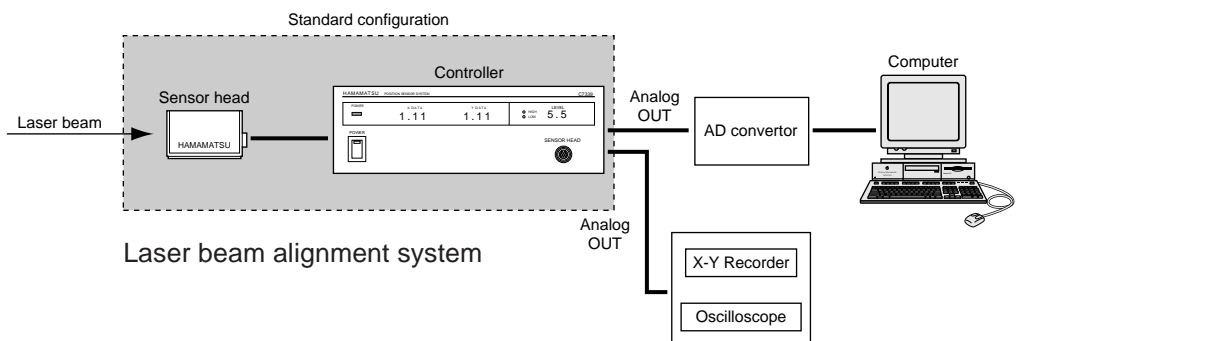 Standard configuration
Controller
Computer
Sensor head
Laser beam
HAMAMATSU
HAMAMATSU POSITION SENSOR SYSTEM C7339
POWER
X DATA
Y DATA
LEVEL
1.11
1.11
HIGH
LOW
5.5
POWER
SENSOR HEAD
Analog
OUT
AD convertor
Analog
OUT
Laser beam alignment system
X-Y Recorder
Oscilloscope